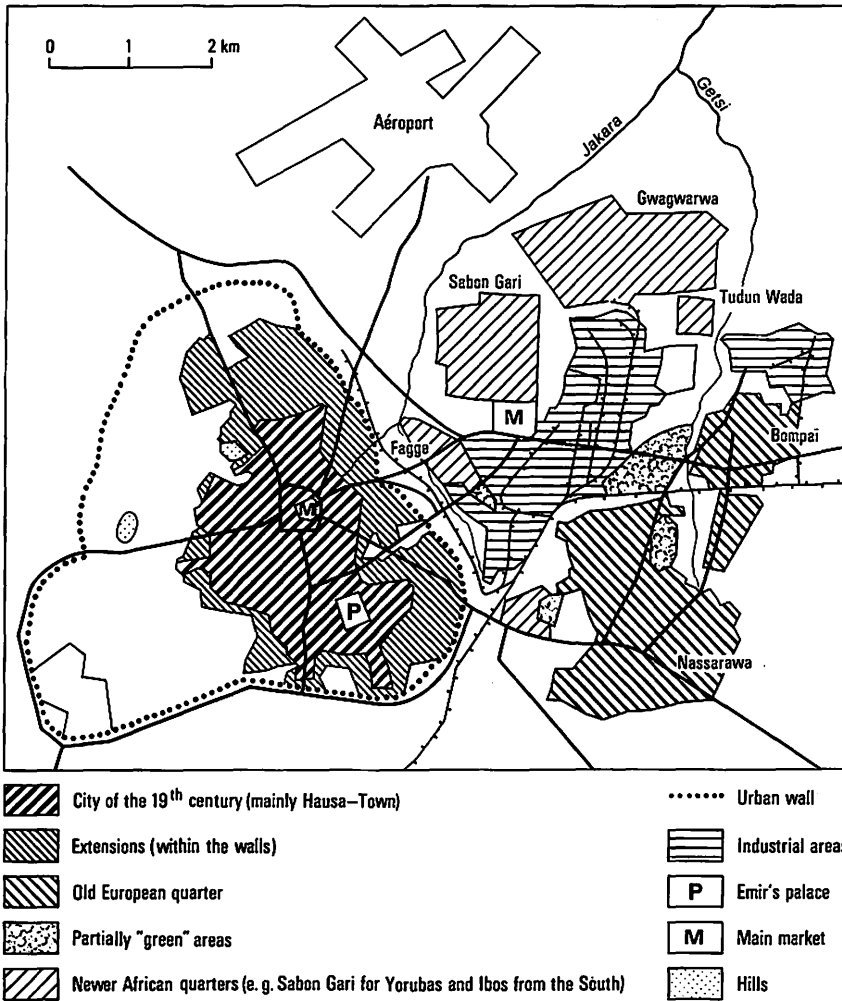 0 1 2 km
Aéroport
Jakara
Getsi
Gwagwarwa
Sabon Gari
Tudun Wada
M
Fagge
Bompaï
M
P
Nassarawa
City of the 19th century (mainly Hausa–Town)
Extensions (within the walls)
Old European quarter
Partially "green" areas
Newer African quarters (e. g. Sabon Gari for Yorubas and Ibos from the South)
Urban wall
Industrial areas
P Emir's palace
M Main market
Hills